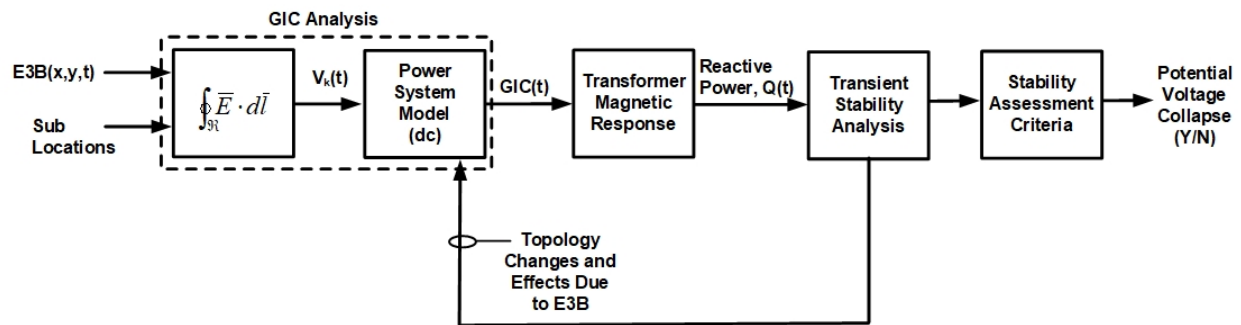 GIC Analysis
E3B(x,y,t)
Sub
Locations
∮ℜ E̅ · dl̅
Vₖ(t)
Power
System
Model
(dc)
GIC(t)
Transformer
Magnetic
Response
Reactive
Power, Q(t)
Transient
Stability
Analysis
Stability
Assessment
Criteria
Potential
Voltage
Collapse
(Y/N)
Topology
Changes and
Effects Due
to E3B